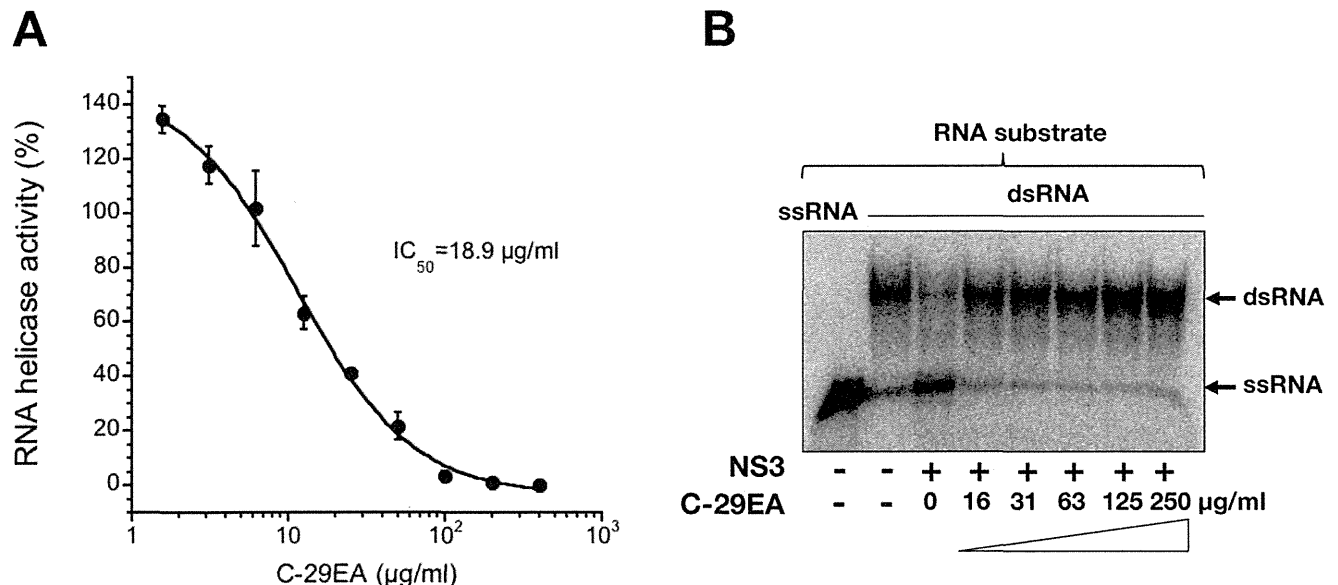 A
RNA helicase activity (%)
140
120
100
80
60
40
20
0
IC50=18.9 µg/ml
1 10 10² 10³
C-29EA (µg/ml)
B
RNA substrate
ssRNA dsRNA
dsRNA
ssRNA
NS3 - - + + + + + +
C-29EA - - 0 16 31 63 125 250 µg/ml